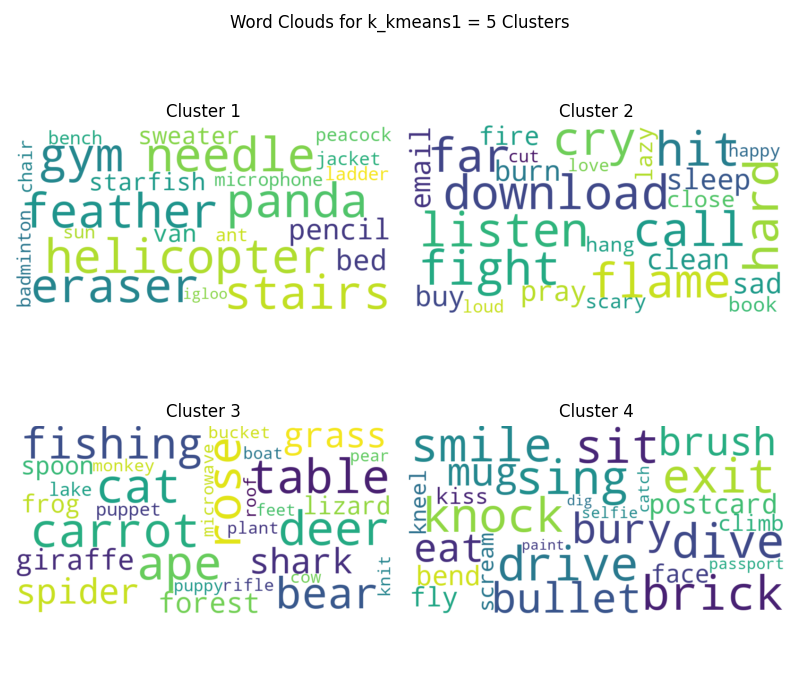 Word Clouds for k_kmeans1 = 5 Clusters
Cluster 1
bench sweater peacock
gym needle jacket
chair starfish microphone ladder
feather panda
sun van ant pencil
badminton helicopter bed
eraser igloo stairs
Cluster 2
fire cry lazy hit happy
email far cut love
burn sleep
download close hard
listen hang call
fight clean
flame sad
buy pray scary book
loud
Cluster 3
fishing bucket grass
spoon monkey boat pear
lake cat microwave rose roof table
frog puppet feet lizard
carrot plant deer
giraffe ape shark
spider puppy rifle cow knit
forest bear
Cluster 4
smile sit brush
kneel mug sing catch exit
kiss dig selfie postcard
knock bury climb
eat paint dive
scream drive face passport
bend
fly bullet brick